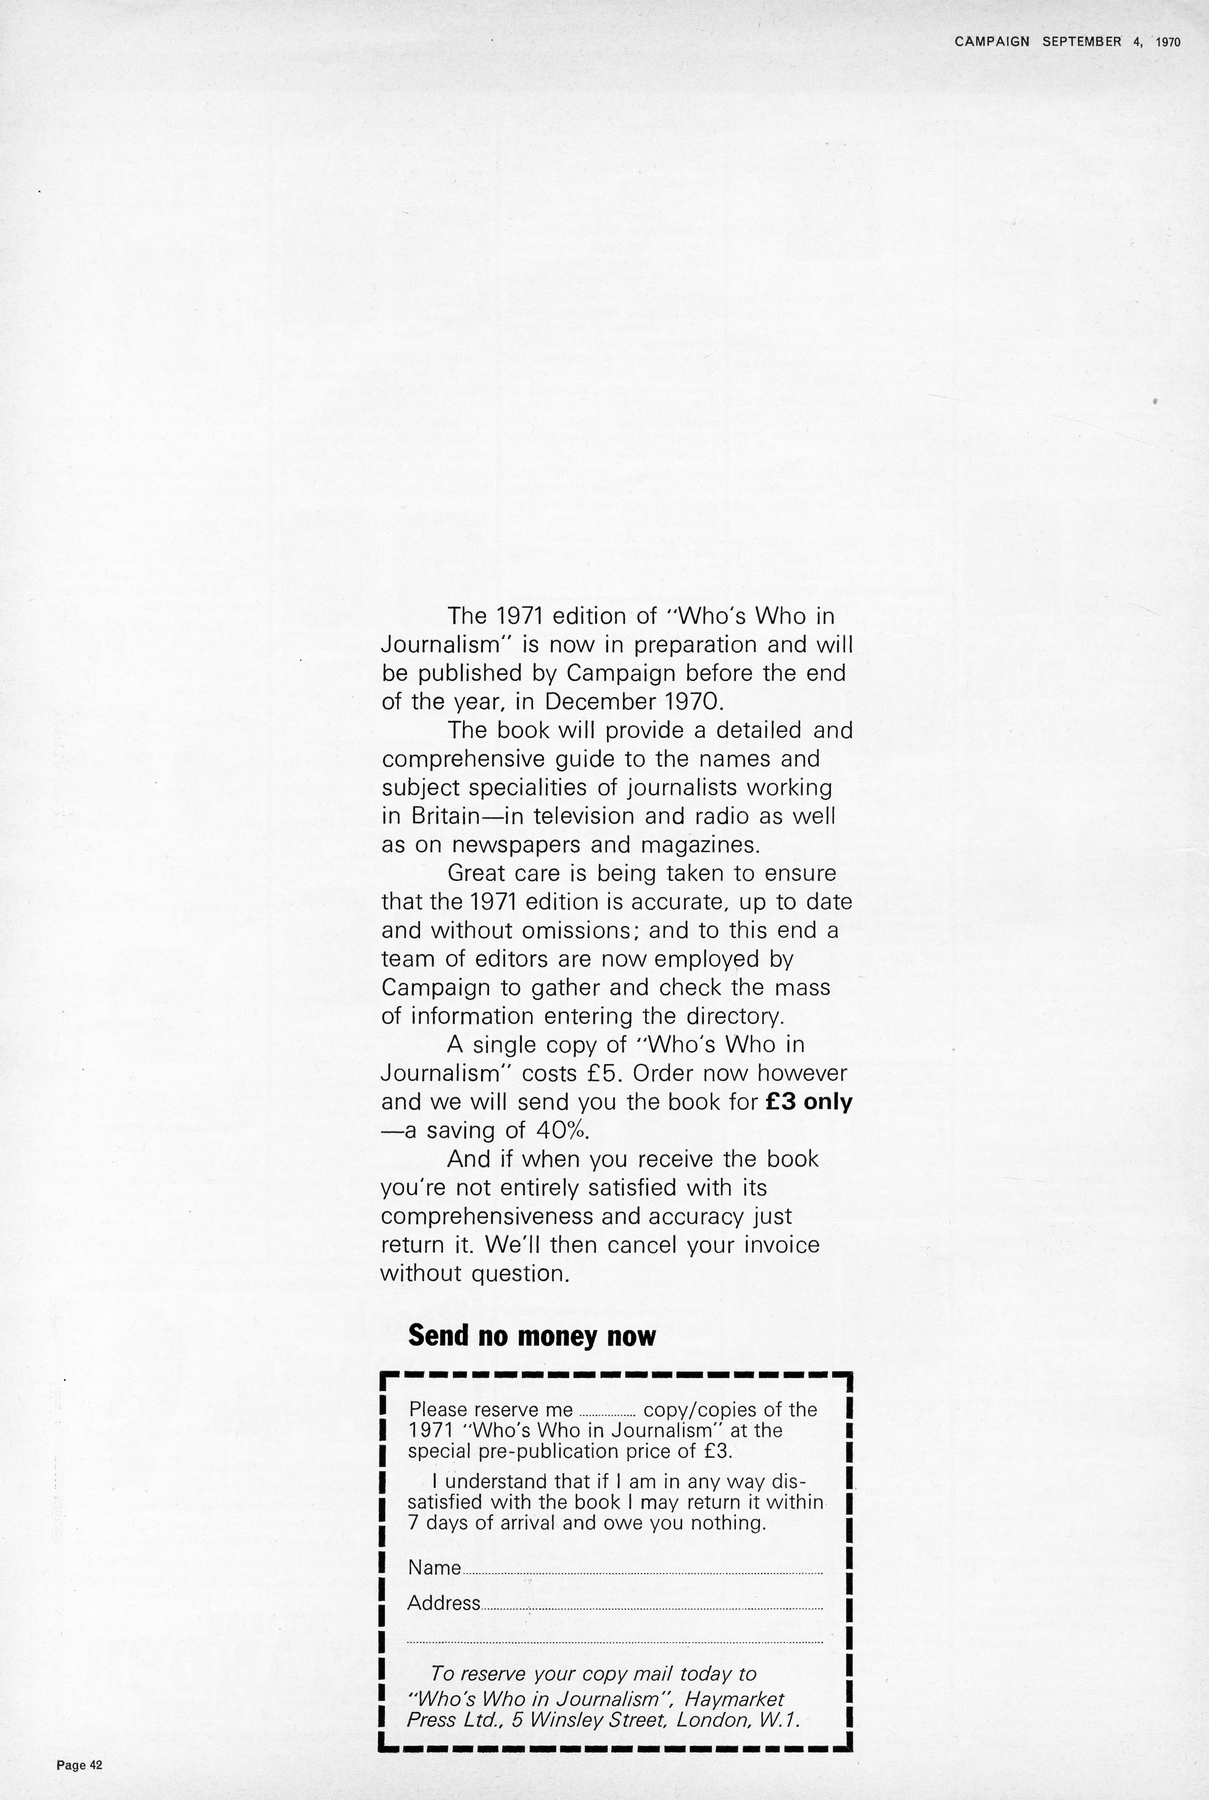 CAMPAIGN SEPTEMBER 4, 1970
The 1971 edition of "Who's Who in
Journalism" is now in preparation and will
be published by Campaign before the end
of the year, in December 1970.
The book will provide a detailed and
comprehensive guide to the names and
subject specialities of journalists working
in Britain—in television and radio as well
as on newspapers and magazines.
Great care is being taken to ensure
that the 1971 edition is accurate, up to date
and without omissions; and to this end a
team of editors are now employed by
Campaign to gather and check the mass
of information entering the directory.
A single copy of "Who's Who in
Journalism" costs £5. Order now however
and we will send you the book for £3 only
—a saving of 40%.
And if when you receive the book
you're not entirely satisfied with its
comprehensiveness and accuracy just
return it. We'll then cancel your invoice
without question.
Send no money now
Please reserve me ................ copy/copies of the
1971 "Who's Who in Journalism" at the
special pre-publication price of £3.
I understand that if I am in any way dis-
satisfied with the book I may return it within
7 days of arrival and owe you nothing.
Name
Address
To reserve your copy mail today to
"Who's Who in Journalism", Haymarket
Press Ltd., 5 Winsley Street, London, W.1.
Page 42